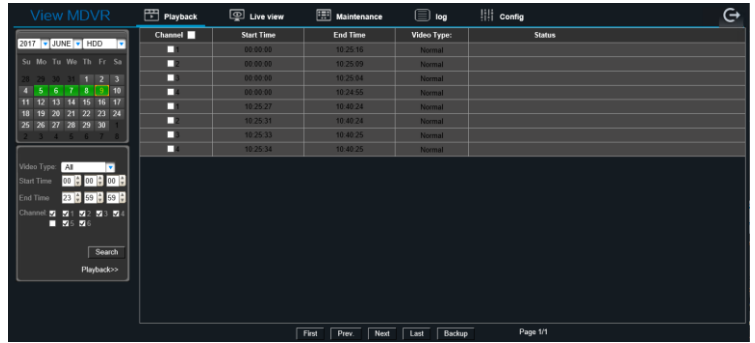 View MDVR
Playback
Live view
Maintenance
log
Config
2017 JUNE HDD
Su Mo Tu We Th Fr Sa
28 29 30 31 1 2 3
4 5 6 7 8 9 10
11 12 13 14 15 16 17
18 19 20 21 22 23 24
25 26 27 28 29 30 1
2 3 4 5 6 7 8
Video Type: All
Start Time 00 : 00 : 00
End Time 23 : 59 : 59
Channel 1 2 3 4
5 6
Search
Playback>>
Channel Start Time End Time Video Type: Status
1 00:00:00 10:25:16 Normal
2 00:00:00 10:25:09 Normal
3 00:00:00 10:25:04 Normal
4 00:00:00 10:24:55 Normal
1 10:25:27 10:40:24 Normal
2 10:25:31 10:40:24 Normal
3 10:25:33 10:40:25 Normal
4 10:25:34 10:40:25 Normal
First Prev. Next Last Backup Page 1/1